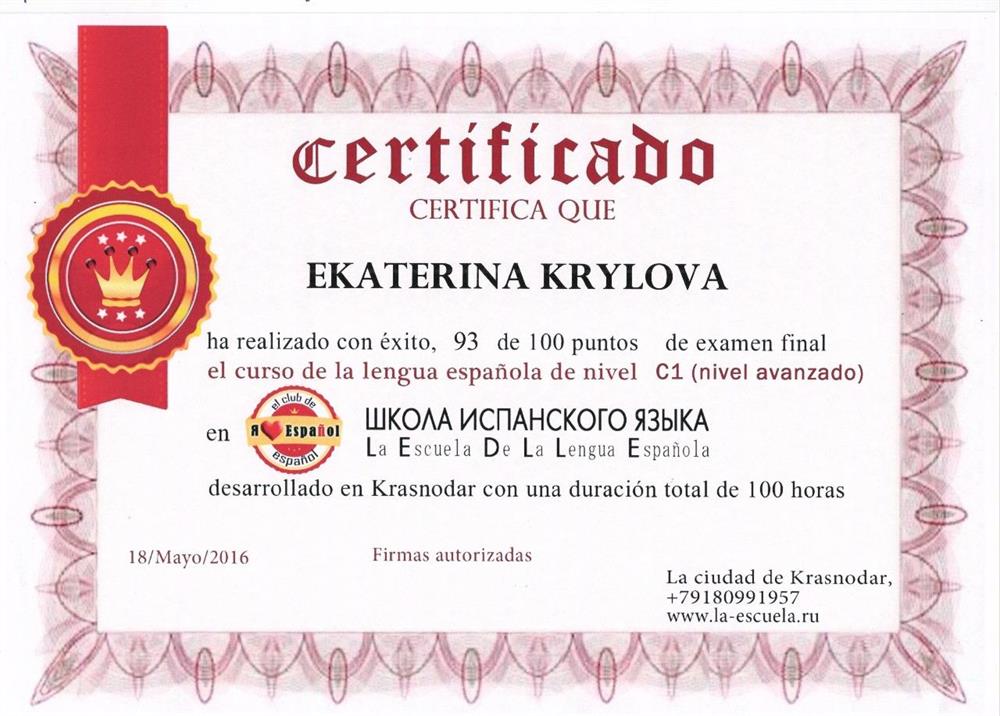 Certificado
CERTIFICA QUE
EKATERINA KRYLOVA
ha realizado con éxito, 93 de 100 puntos de examen final
el curso de la lengua española de nivel C1 (nivel avanzado)
en
el club de
Я Español
español
ШКОЛА ИСПАНСКОГО ЯЗЫКА
La Escuela De La Lengua Española
desarrollado en Krasnodar con una duración total de 100 horas
18/Mayo/2016
Firmas autorizadas
La ciudad de Krasnodar,
+79180991957
www.la-escuela.ru